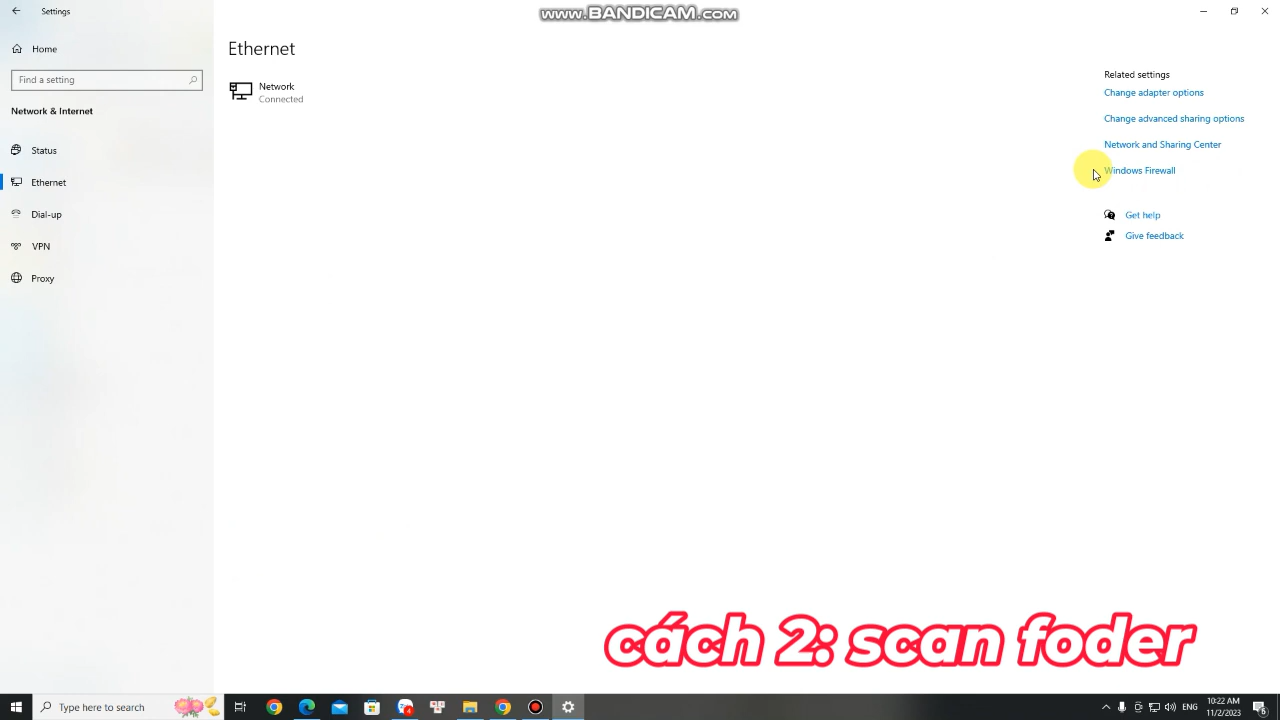 Settings
www.BANDICAM.com
Home
Find a setting
Network & Internet
Status
Ethernet
Dial-up
VPN
Proxy
Ethernet
Network
Connected
Related settings
Change adapter options
Change advanced sharing options
Network and Sharing Center
Windows Firewall
Get help
Give feedback
cách 2: scan foder
Type here to search
4
ENG
10:22 AM
11/2/2023
6